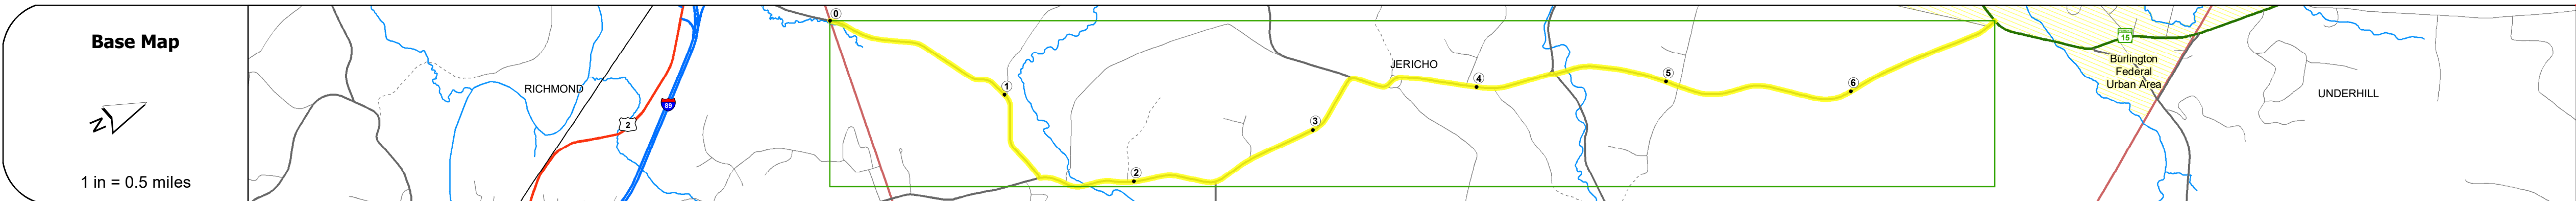 Base Map
N
1 in = 0.5 miles
RICHMOND
2
89
0
1
2
3
JERICHO
4
5
6
15
Burlington
Federal
Urban Area
UNDERHILL